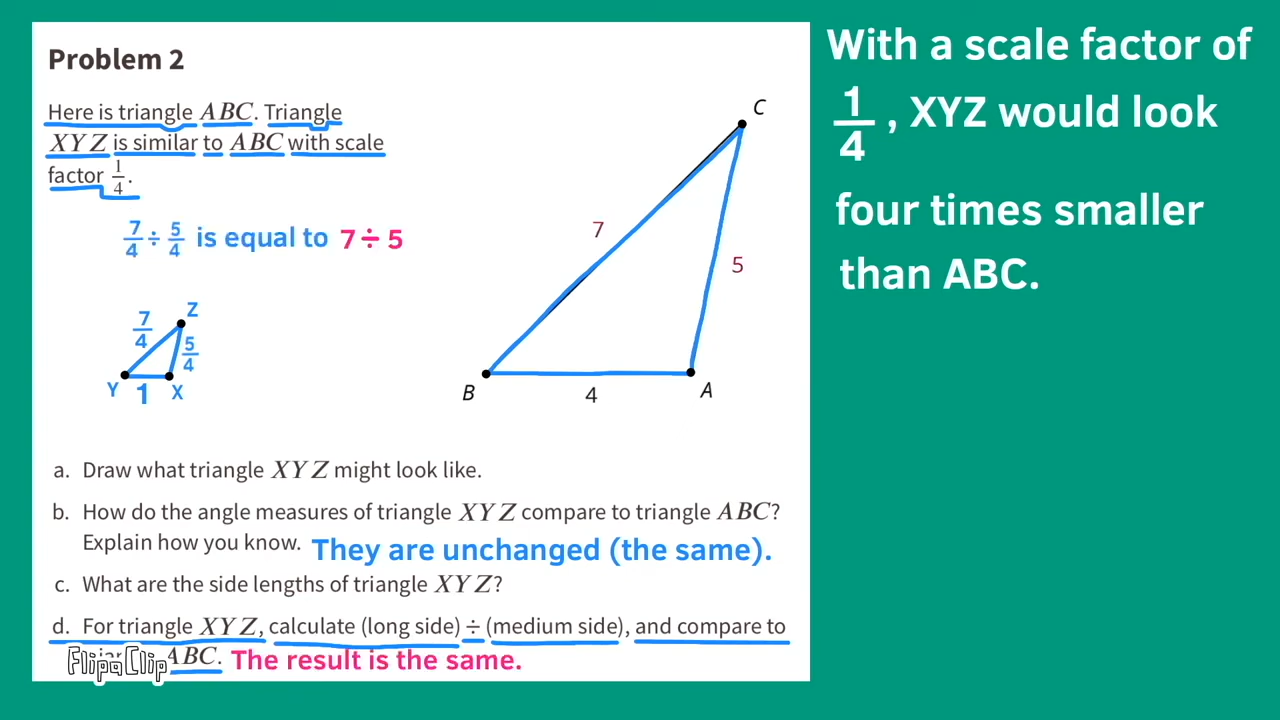 Problem 2
Here is triangle ABC. Triangle
XYZ is similar to ABC with scale
factor 1/4.
7/4 ÷ 5/4 is equal to 7 ÷ 5
Z
7/4
5/4
Y 1 X
C
7
5
B
4
A
a. Draw what triangle XYZ might look like.
b. How do the angle measures of triangle XYZ compare to triangle ABC?
Explain how you know. They are unchanged (the same).
c. What are the side lengths of triangle XYZ?
d. For triangle XYZ, calculate (long side) ÷ (medium side), and compare to
ABC. The result is the same.
FlipaClip
With a scale factor of
1/4, XYZ would look
four times smaller
than ABC.